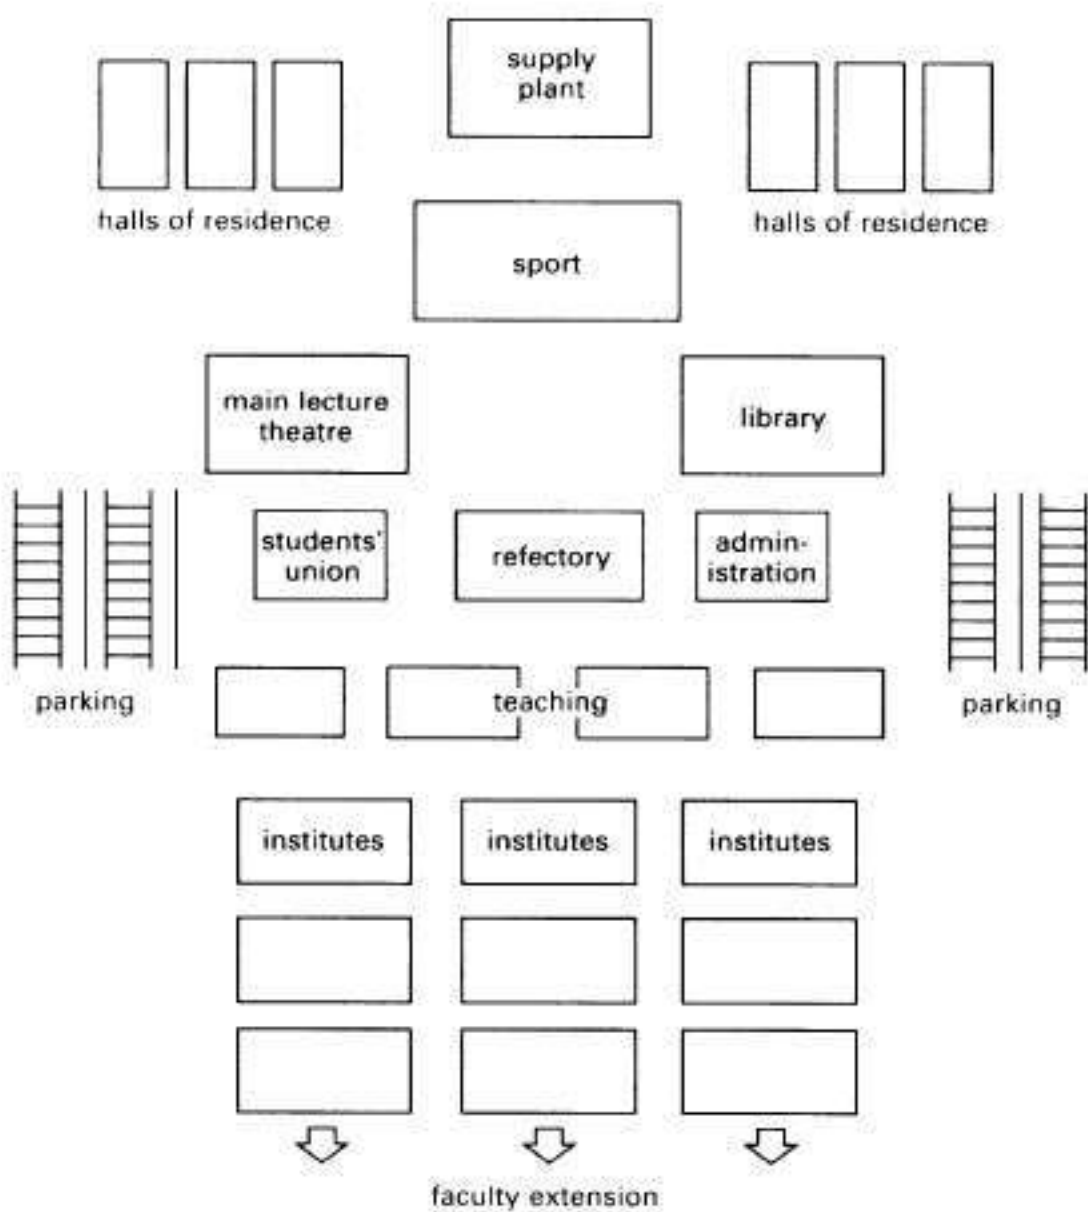 supply
plant
halls of residence
halls of residence
sport
main lecture
theatre
library
students'
union
refectory
admin-
istration
parking
teaching
parking
institutes
institutes
institutes
faculty extension